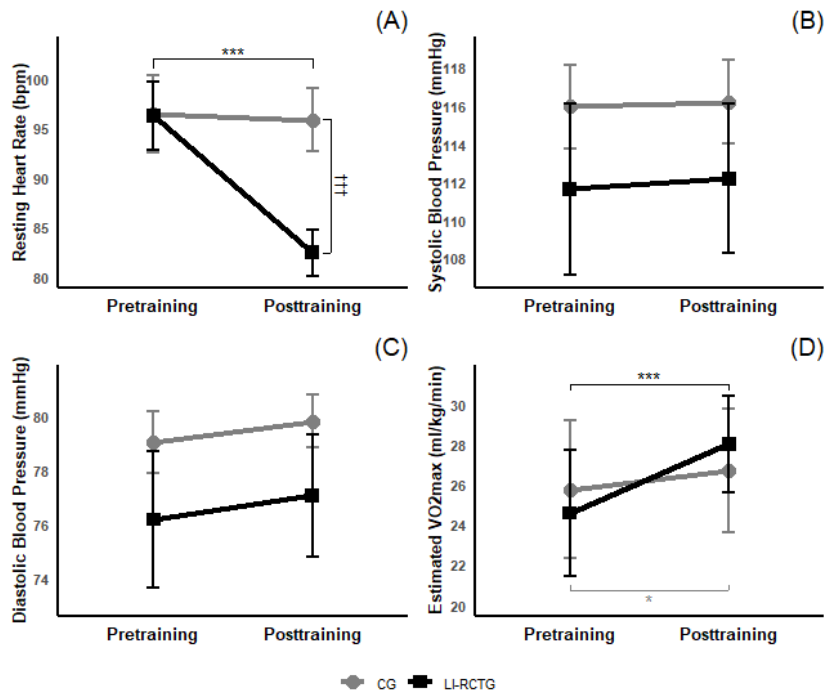 (A)
***
Resting Heart Rate (bpm)
100
95
90
85
80
†††
Pretraining Posttraining
(B)
Systolic Blood Pressure (mmHg)
118
116
114
112
110
108
Pretraining Posttraining
(C)
Diastolic Blood Pressure (mmHg)
80
78
76
74
Pretraining Posttraining
(D)
***
Estimated VO2max (ml/kg/min)
30
28
26
24
22
20
*
Pretraining Posttraining
CG LI-RCTG